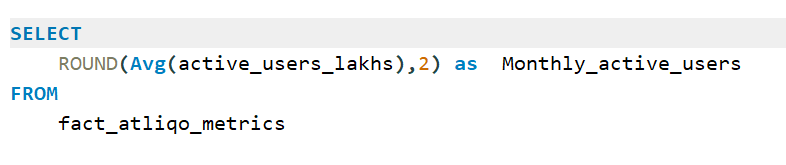 SELECT
ROUND(Avg(active_users_lakhs),2) as  Monthly_active_users
FROM
fact_atliqo_metrics